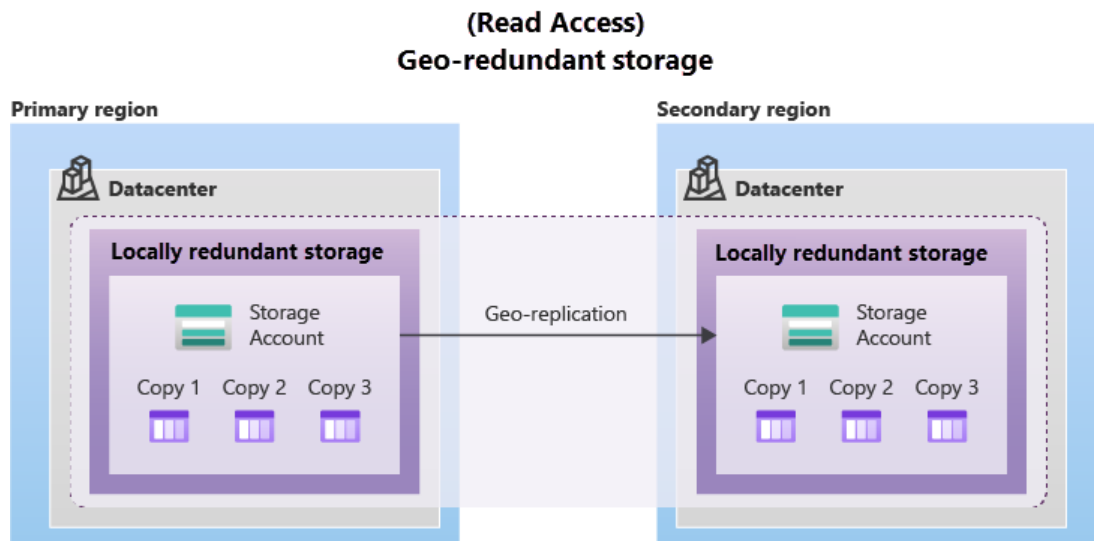 (Read Access)
Geo-redundant storage
Primary region
Secondary region
Datacenter
Datacenter
Locally redundant storage
Locally redundant storage
Storage
Account
Geo-replication
Storage
Account
Copy 1 Copy 2 Copy 3
Copy 1 Copy 2 Copy 3